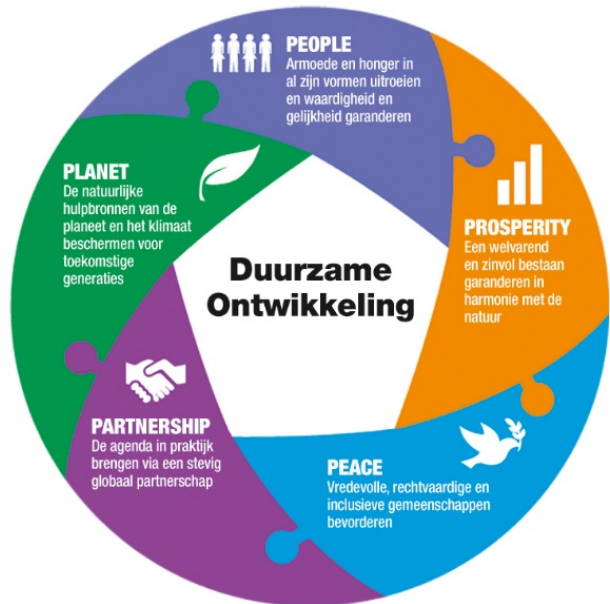 PEOPLE
Armoede en honger in
al zijn vormen uitroeien
en waardigheid en
gelijkheid garanderen
PROSPERITY
Een welvarend
en zinvol bestaan
garanderen in
harmonie met de
natuur
PEACE
Vredevolle, rechtvaardige en
inclusieve gemeenschappen
bevorderen
PARTNERSHIP
De agenda in praktijk
brengen via een stevig
globaal partnerschap
PLANET
De natuurlijke
hulpbronnen van de
planeet en het klimaat
beschermen voor
toekomstige
generaties
Duurzame
Ontwikkeling